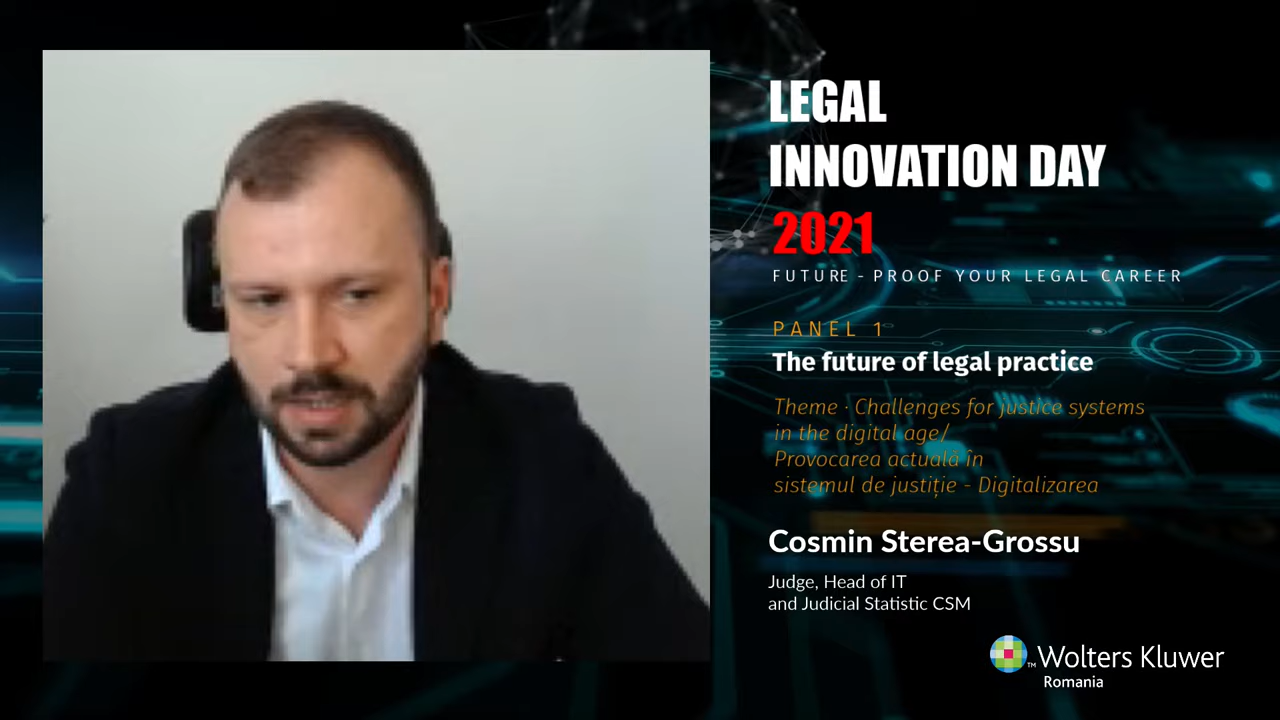 LEGAL
INNOVATION DAY
2021
FUTURE - PROOF YOUR LEGAL CAREER
PANEL 1
The future of legal practice
Theme · Challenges for justice systems
in the digital age/
Provocarea actuală în
sistemul de justiție - Digitalizarea
Cosmin Sterea-Grossu
Judge, Head of IT
and Judicial Statistic CSM
TM Wolters Kluwer
Romania